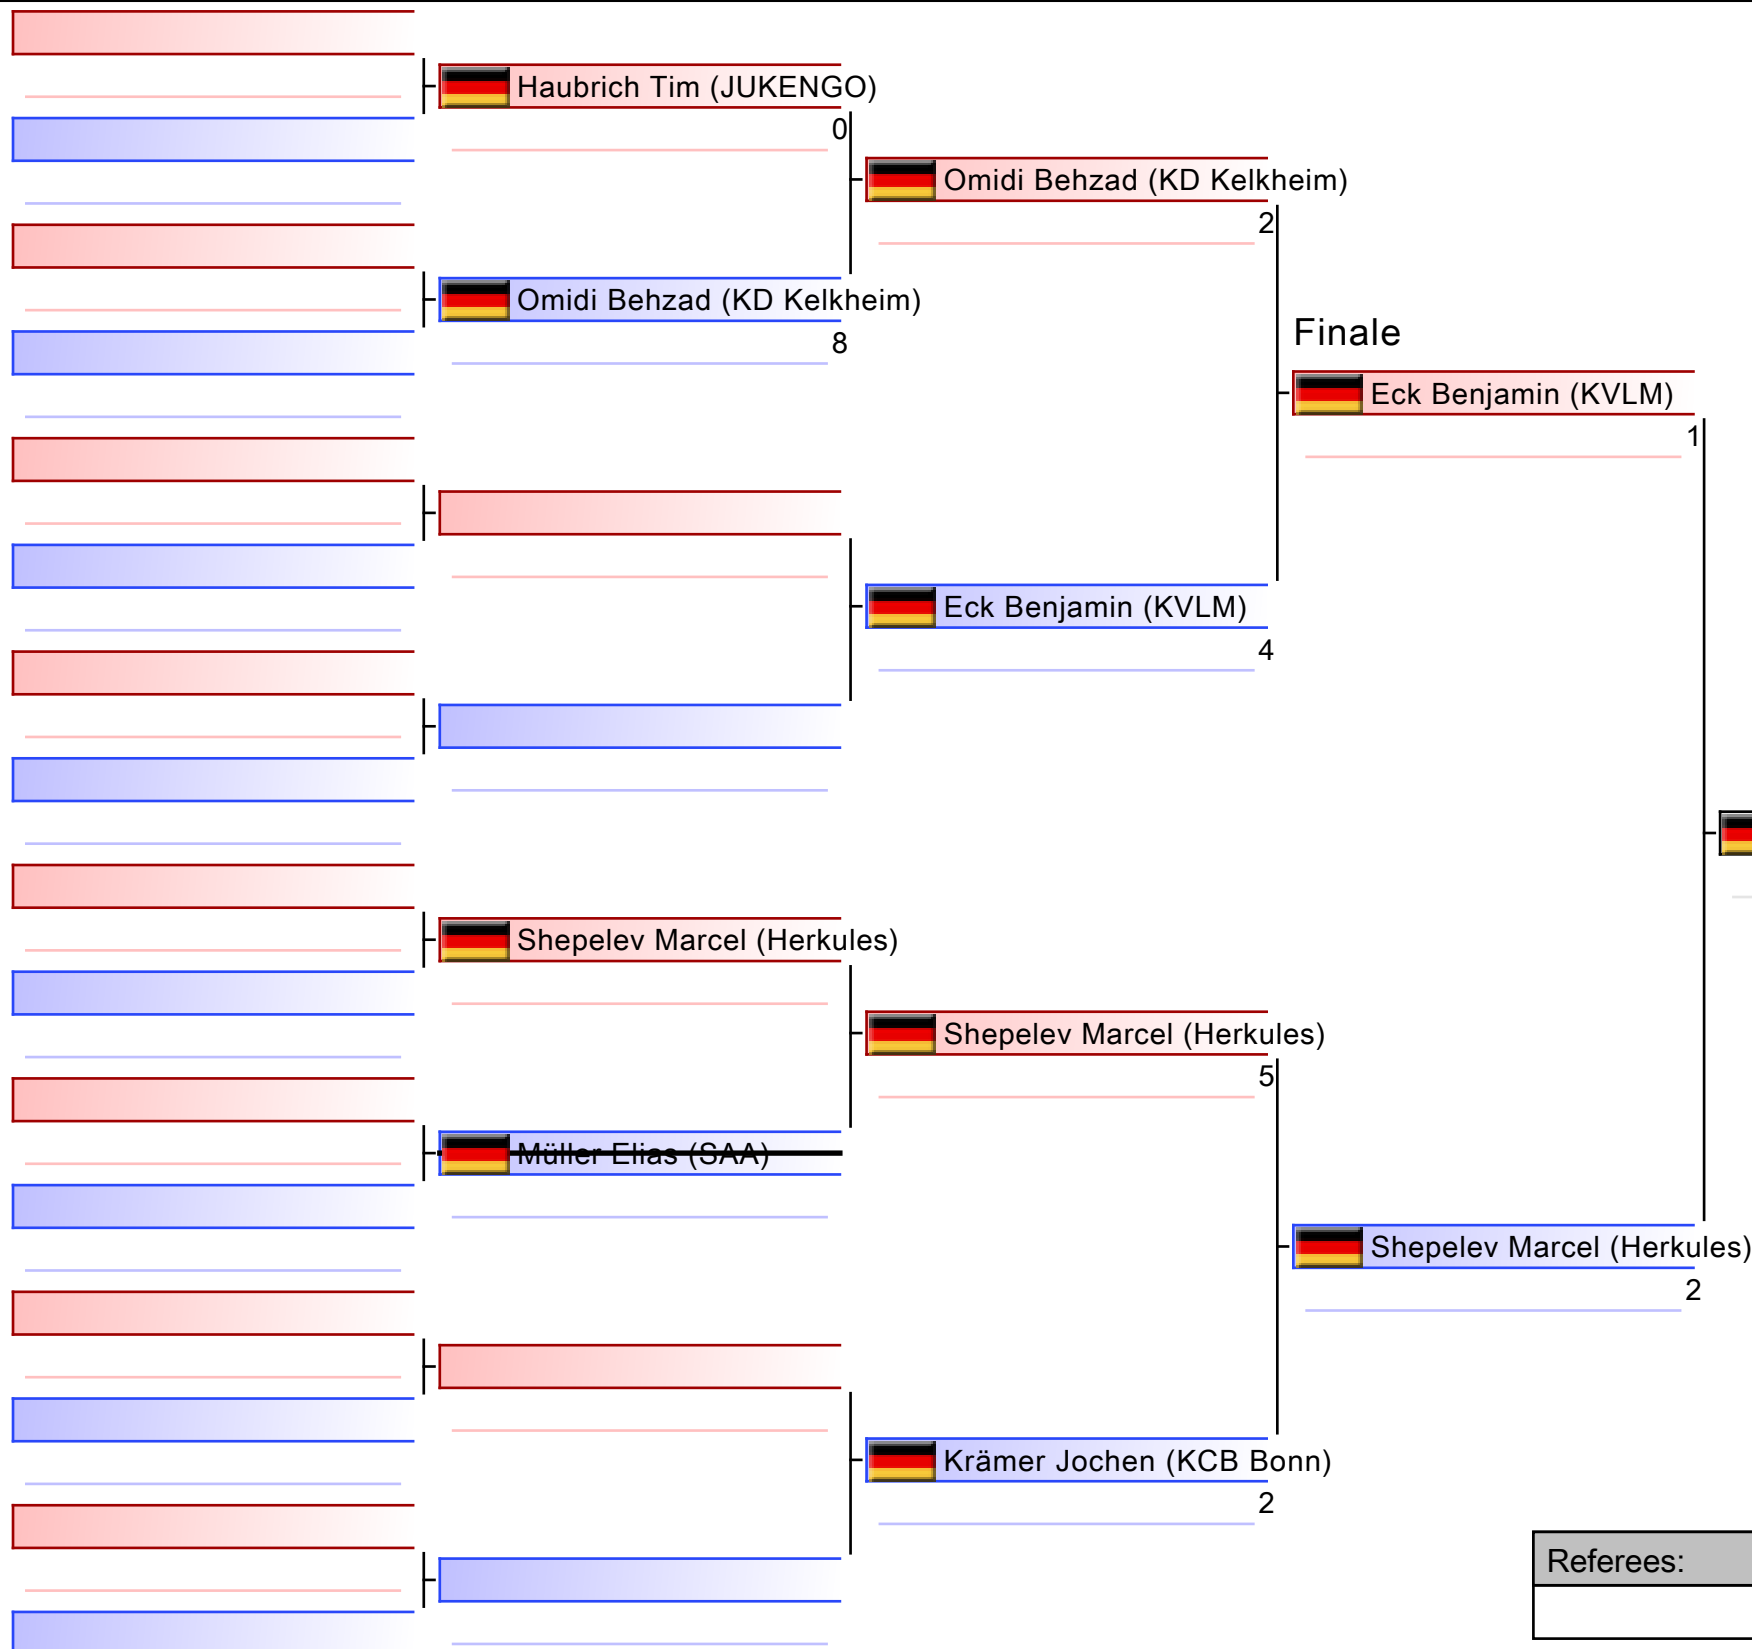 Haubrich Tim (JUKENGO)
0
Omidi Behzad (KD Kelkheim)
8
Omidi Behzad (KD Kelkheim)
2
Eck Benjamin (KVLM)
4
Finale
Eck Benjamin (KVLM)
1
Shepelev Marcel (Herkules)
Müller Elias (SAA)
Shepelev Marcel (Herkules)
5
Krämer Jochen (KCB Bonn)
2
Shepelev Marcel (Herkules)
2
Referees: